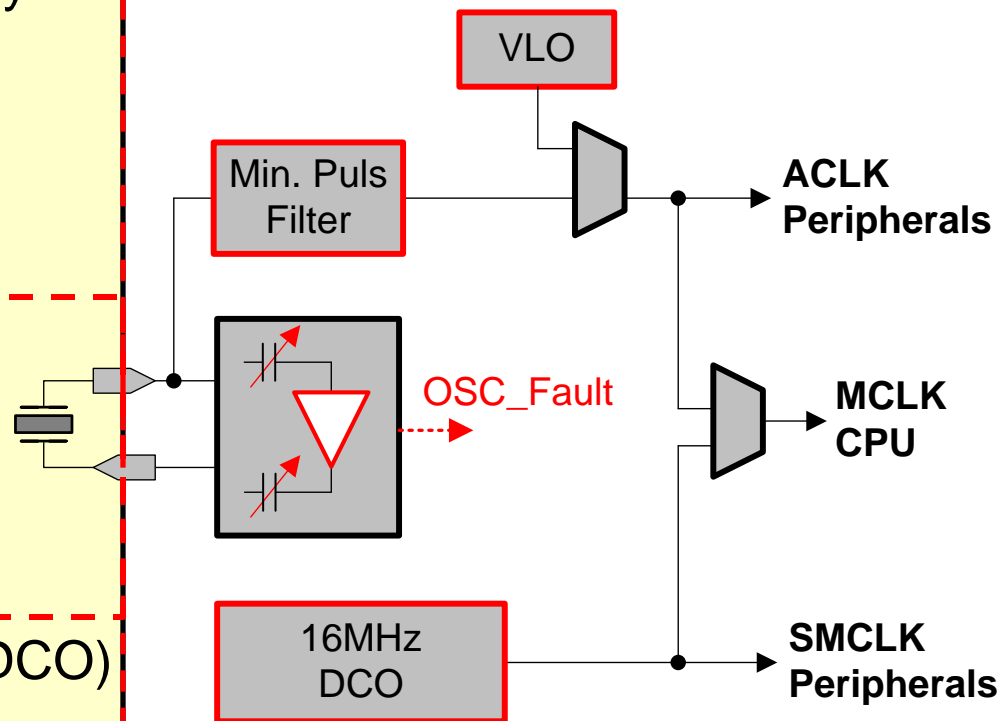 y
VLO
Min. Puls
Filter
ACLK
Peripherals
OSC_Fault
MCLK
CPU
16MHz
DCO
SMCLK
Peripherals
DCO)